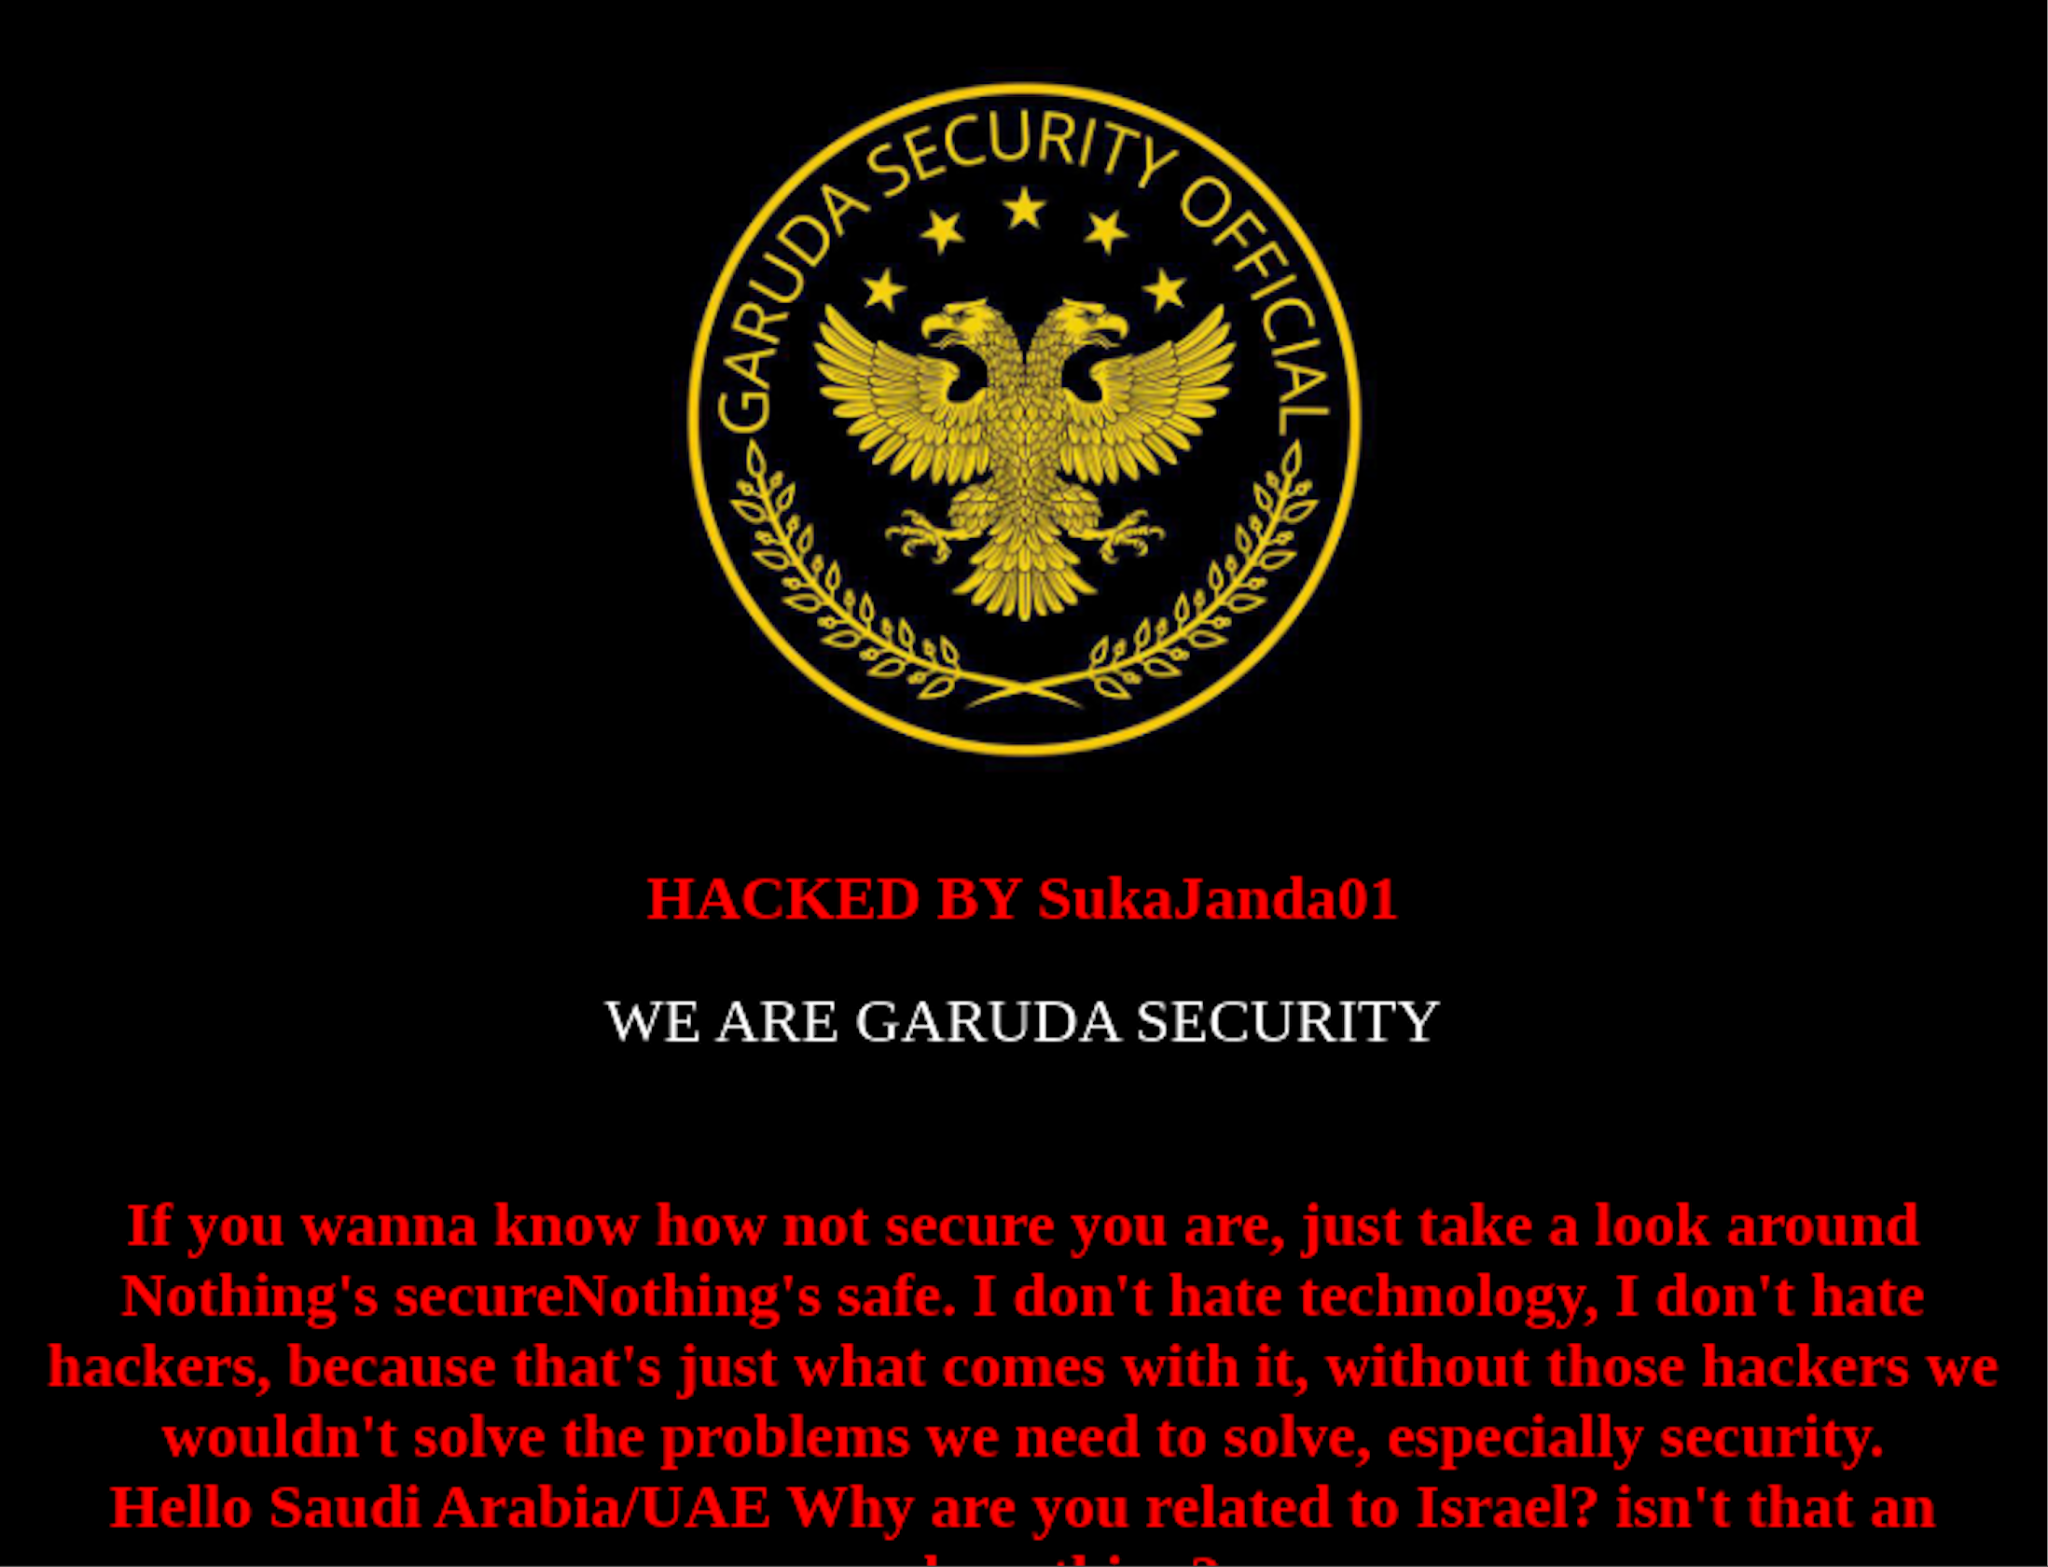 GARUDA SECURITY OFFICIAL
HACKED BY SukaJanda01
WE ARE GARUDA SECURITY
If you wanna know how not secure you are, just take a look around
Nothing's secureNothing's safe. I don't hate technology, I don't hate
hackers, because that's just what comes with it, without those hackers we
wouldn't solve the problems we need to solve, especially security.
Hello Saudi Arabia/UAE Why are you related to Israel? isn't that an